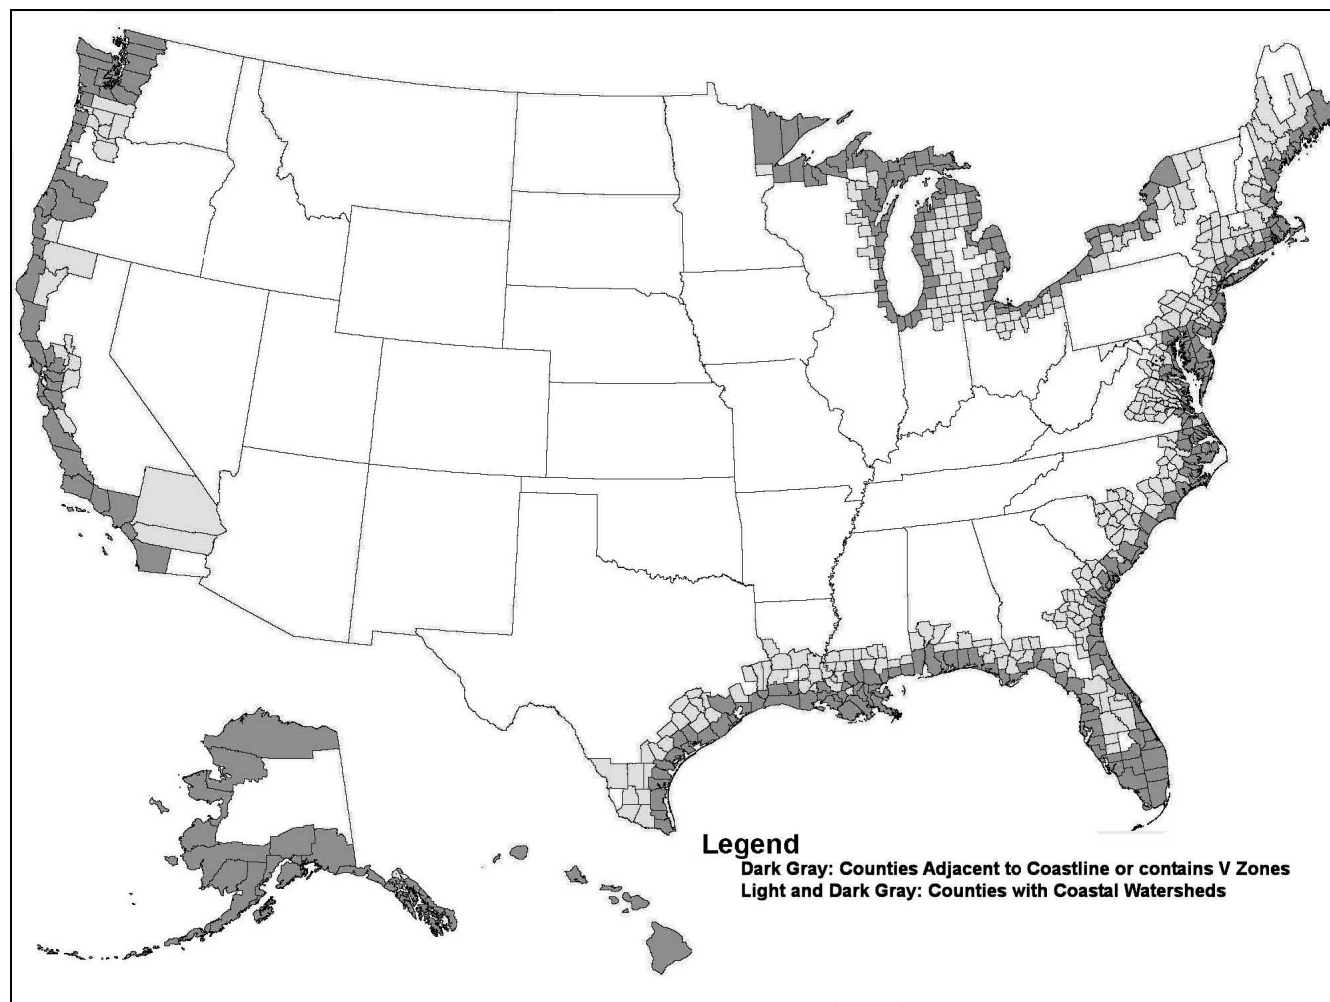 Legend
Dark Gray: Counties Adjacent to Coastline or contains V Zones
Light and Dark Gray: Counties with Coastal Watersheds